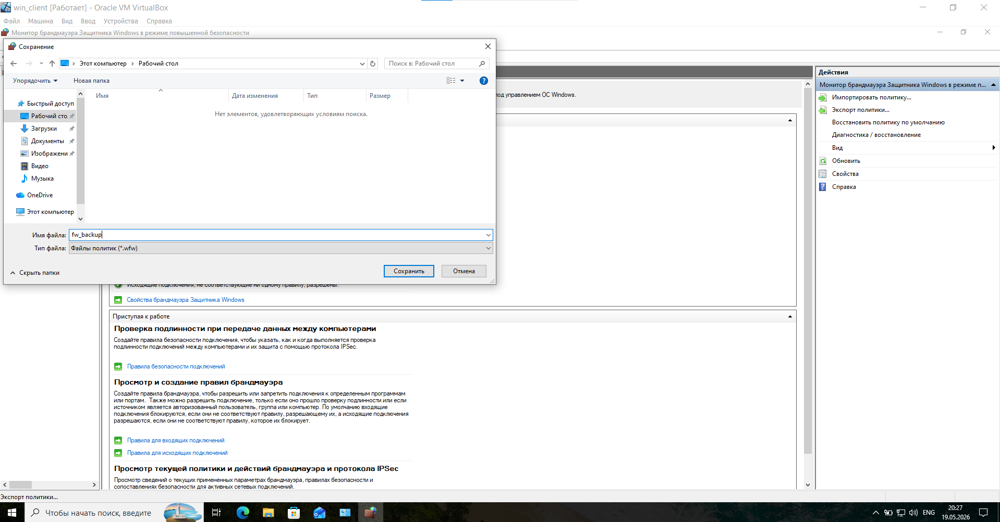 win_client [Работает] - Oracle VM VirtualBox
Файл Машина Вид Ввод Устройства Справка
Монитор брандмауэра Защитника Windows в режиме повышенной безопасности
Сохранение
Этот компьютер › Рабочий стол
Поиск в: Рабочий стол
Упорядочить Новая папка
Имя Дата изменения Тип Размер
Нет элементов, удовлетворяющих условиям поиска.
Быстрый доступ
Рабочий сто.
Загрузки
Документы
Изображени
Видео
Музыка
OneDrive
Этот компьютер
Имя файла: fw_backup
Тип файла: Файлы политик (*.wfw)
Скрыть папки
Сохранить Отмена
под управлением ОС Windows.
Исходящие подключения, не соответствующие ни одному правилу, разрешены.
Свойства брандмауэра Защитника Windows
Приступая к работе
Проверка подлинности при передаче данных между компьютерами
Создайте правила безопасности подключения, чтобы указать, как и когда выполняется проверка
подлинности подключений между компьютерами и их защита с помощью протокола IPSec.
Правила безопасности подключений
Просмотр и создание правил брандмауэра
Создайте правила брандмауэра, чтобы разрешить или запретить подключения к определенным программам
или портам. Также можно разрешить подключение, только если оно прошло проверку подлинности или если
источником является авторизованный пользователь, группа или компьютер. По умолчанию входящие
подключения блокируются, если они не соответствуют правилу, разрешающему их, а исходящие подключения
разрешаются, если они не соответствуют правилу, которое их блокирует.
Правила для входящих подключений
Правила для исходящих подключений
Просмотр текущей политики и действий брандмауэра и протокола IPSec
Просмотр сведений о текущих примененных параметрах брандмауэра, правилах безопасности и
сопоставлениях безопасности для активных сетевых подключений.
Действия
Монитор брандмауэра Защитника Windows в режиме п...
Импортировать политику...
Экспорт политики...
Восстановить политику по умолчанию
Диагностика / восстановление
Вид
Обновить
Свойства
Справка
Экспорт политики...
Чтобы начать поиск, введите
ENG
20:27
19.05.2026